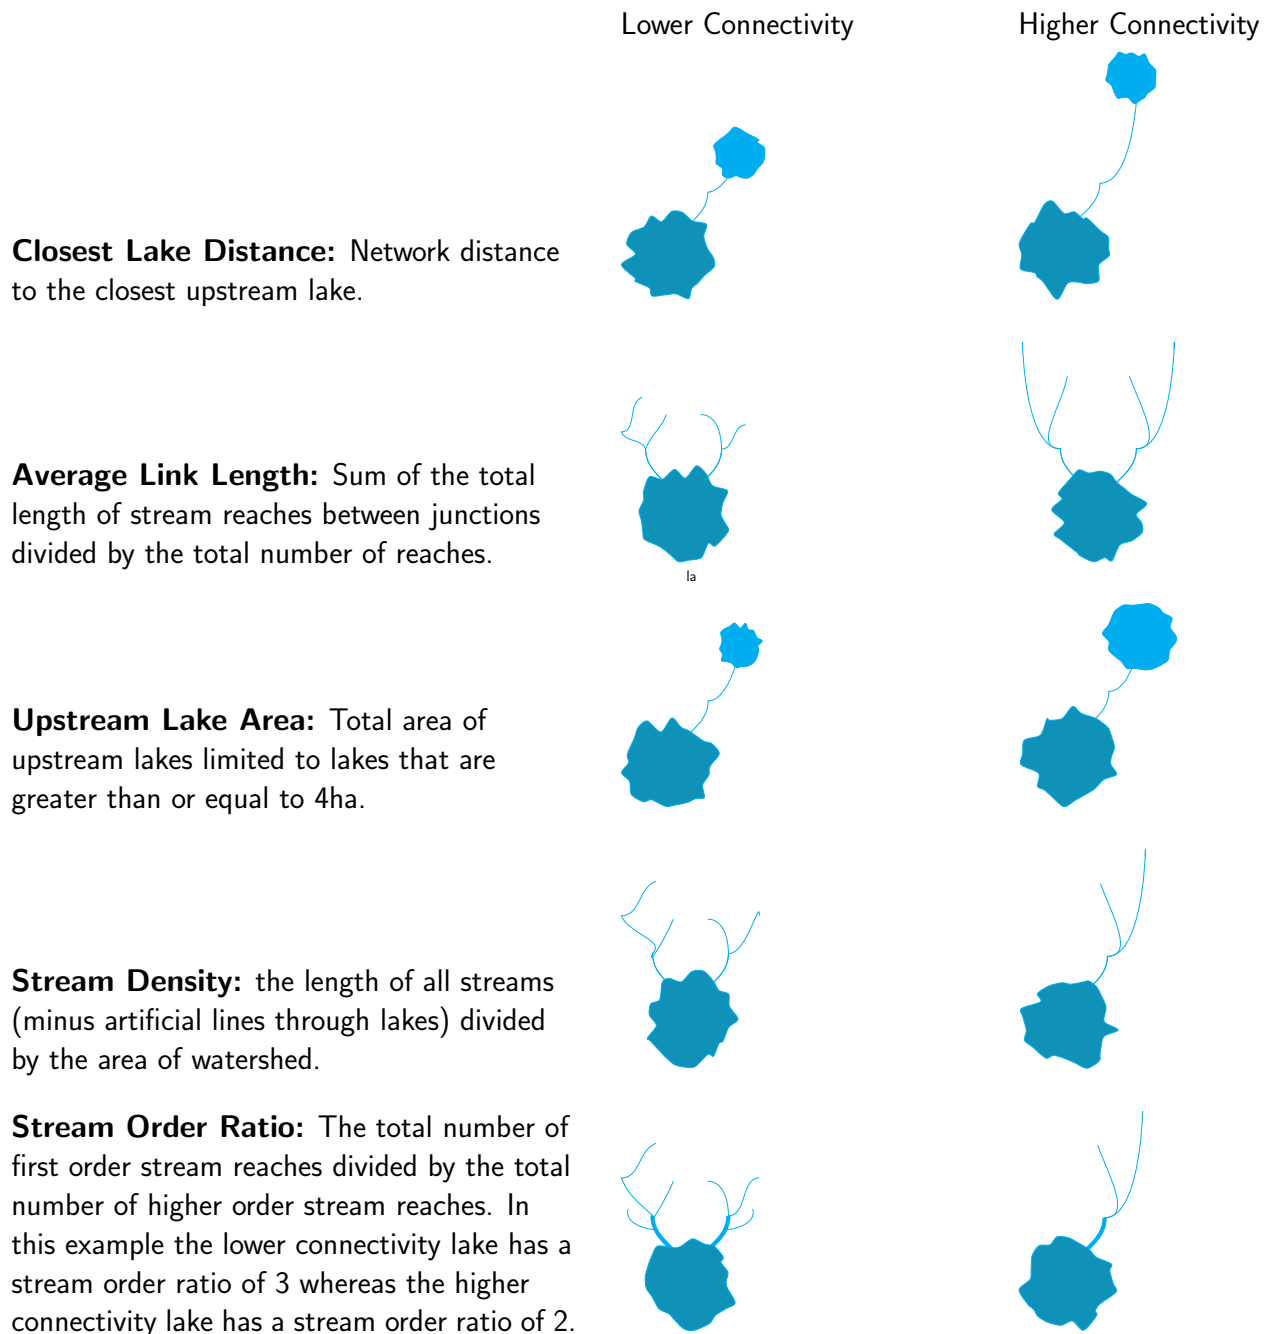 Lower Connectivity
Higher Connectivity
Closest Lake Distance: Network distance
to the closest upstream lake.
Average Link Length: Sum of the total
length of stream reaches between junctions
divided by the total number of reaches.
la
Upstream Lake Area: Total area of
upstream lakes limited to lakes that are
greater than or equal to 4ha.
Stream Density: the length of all streams
(minus artificial lines through lakes) divided
by the area of watershed.
Stream Order Ratio: The total number of
first order stream reaches divided by the total
number of higher order stream reaches. In
this example the lower connectivity lake has a
stream order ratio of 3 whereas the higher
connectivity lake has a stream order ratio of 2.